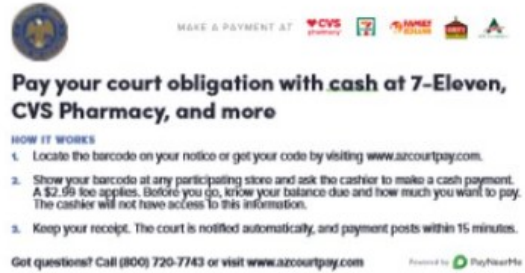 MAKE A PAYMENT AT
CVS pharmacy
FAMILY DOLLAR
Pay your court obligation with cash at 7-Eleven,
CVS Pharmacy, and more
HOW IT WORKS
1. Locate the barcode on your notice or get your code by visiting www.azcourtpay.com.
2. Show your barcode at any participating store and ask the cashier to make a cash payment.
A $2.99 fee applies. Before you go, know your balance due and how much you want to pay.
The cashier will not have access to this information.
3. Keep your receipt. The court is notified automatically, and payment posts within 15 minutes.
Got questions? Call (800) 720-7743 or visit www.azcourtpay.com
Powered by PayNearMe